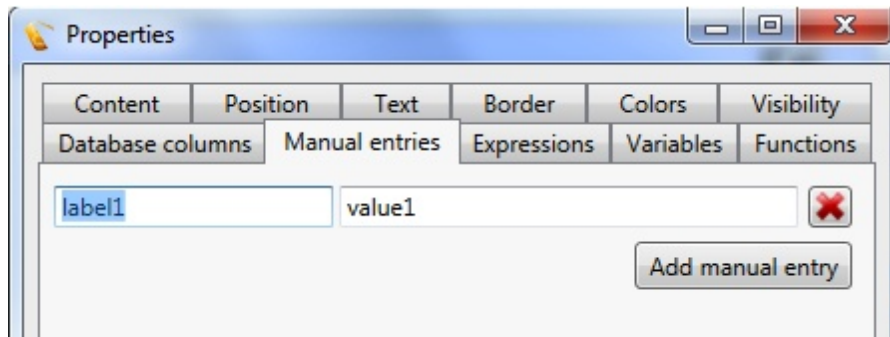 Properties
Content Position Text Border Colors Visibility
Database columns Manual entries Expressions Variables Functions
label1 value1
Add manual entry